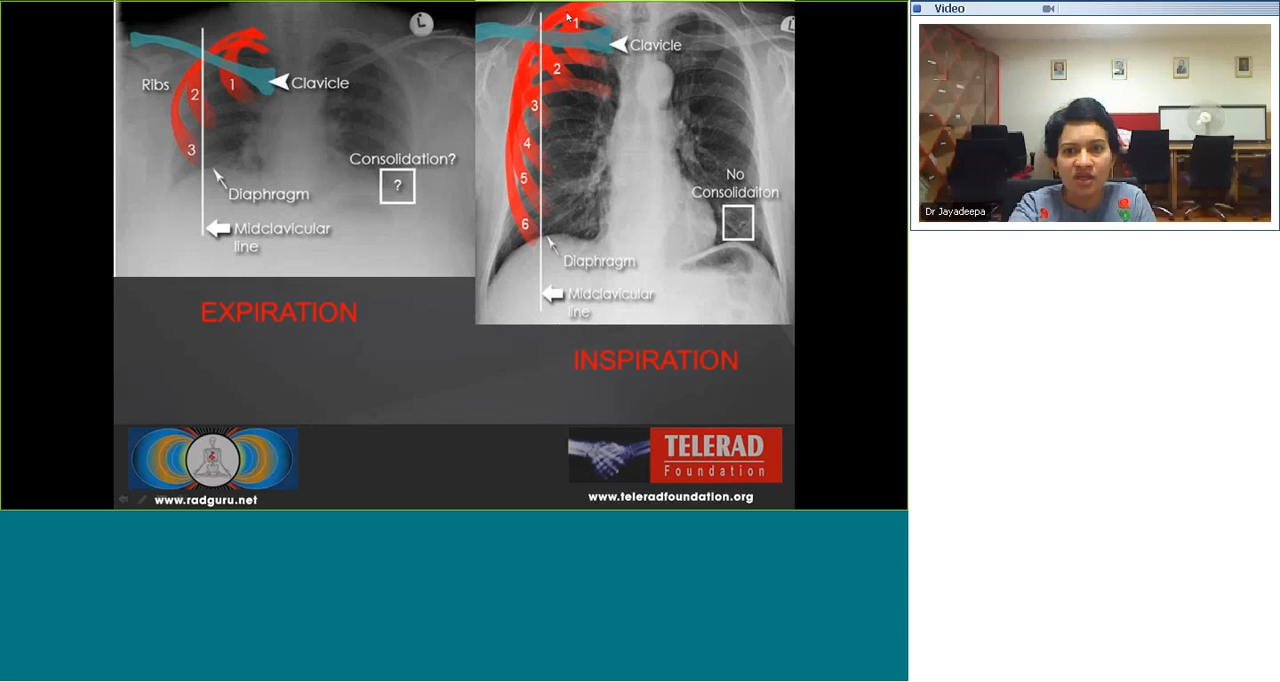 L
Ribs
1
2
3
Clavicle
Consolidation?
?
Diaphragm
Midclavicular
line
EXPIRATION
L
1
2
3
4
5
6
Clavicle
No
Consolidaiton
Diaphragm
Midclavicular
line
INSPIRATION
www.radguru.net
TELERAD
Foundation
www.teleradfoundation.org
Video
Dr Jayadeepa